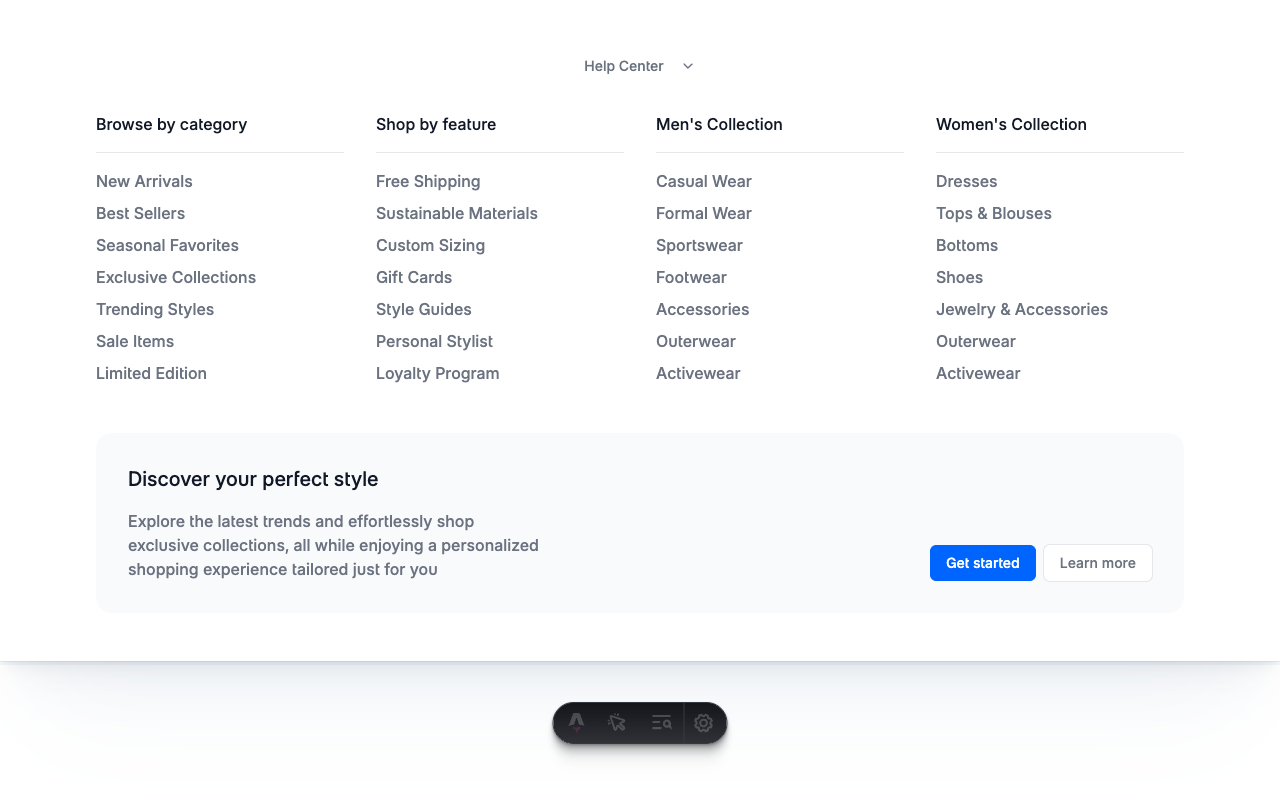 Help Center
Browse by category
New Arrivals
Best Sellers
Seasonal Favorites
Exclusive Collections
Trending Styles
Sale Items
Limited Edition
Shop by feature
Free Shipping
Sustainable Materials
Custom Sizing
Gift Cards
Style Guides
Personal Stylist
Loyalty Program
Men's Collection
Casual Wear
Formal Wear
Sportswear
Footwear
Accessories
Outerwear
Activewear
Women's Collection
Dresses
Tops & Blouses
Bottoms
Shoes
Jewelry & Accessories
Outerwear
Activewear
Discover your perfect style
Explore the latest trends and effortlessly shop
exclusive collections, all while enjoying a personalized
shopping experience tailored just for you
Get started
Learn more